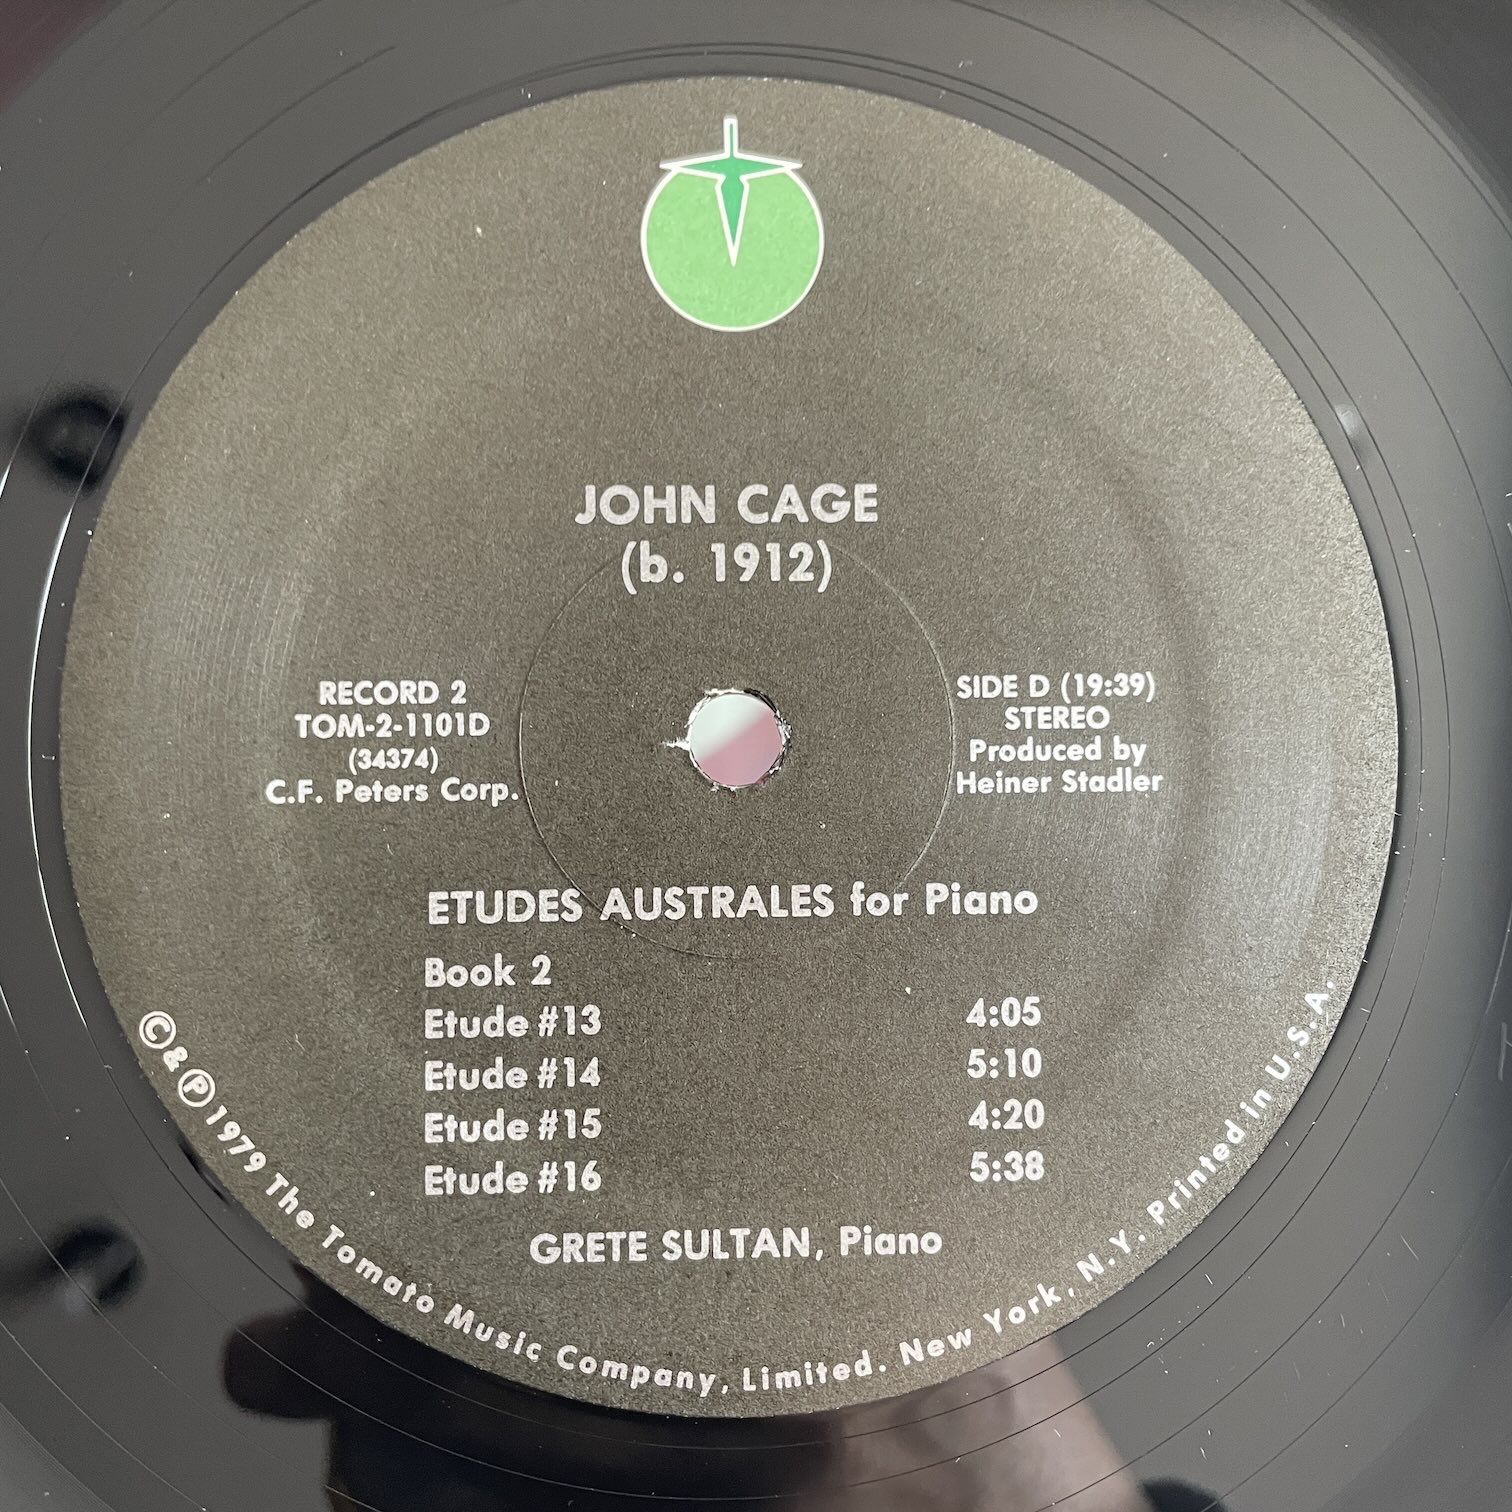 JOHN CAGE
(b. 1912)
RECORD 2
TOM-2-1101D
(34374)
C.F. Peters Corp.
SIDE D (19:39)
STEREO
Produced by
Heiner Stadler
ETUDES AUSTRALES for Piano
Book 2
Etude #13 4:05
Etude #14 5:10
Etude #15 4:20
Etude #16 5:38
GRETE SULTAN, Piano
© & ℗ 1979 The Tomato Music Company, Limited. New York, N.Y. Printed in U.S.A.